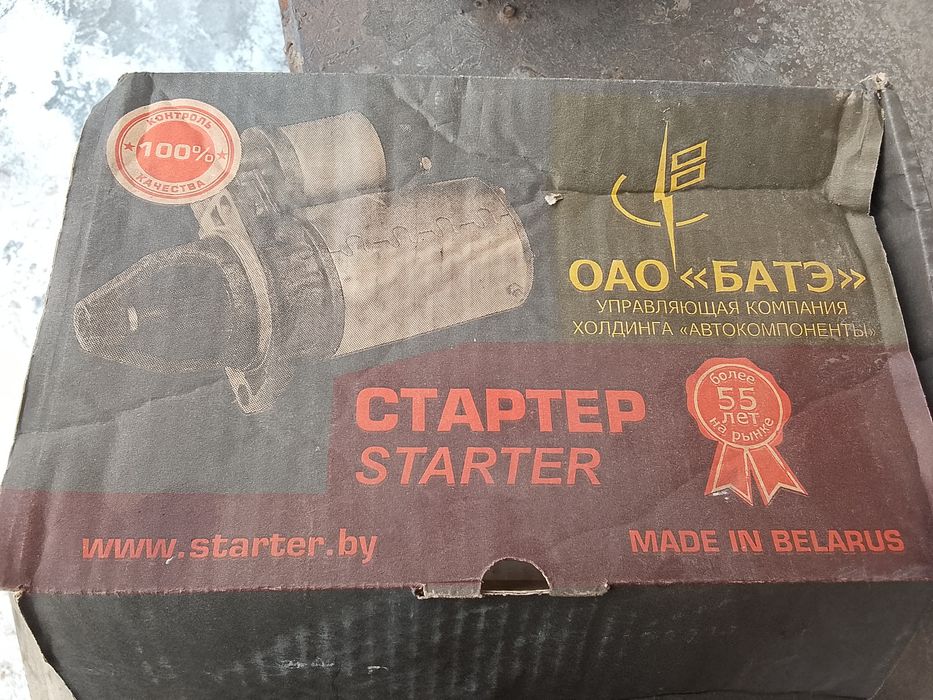 КОНТРОЛЬ
100%
КАЧЕСТВА
ОАО «БАТЭ»
УПРАВЛЯЮЩАЯ КОМПАНИЯ
ХОЛДИНГА «АВТОКОМПОНЕНТЫ»
СТАРТЕР
STARTER
более
55
лет
на рынке
www.starter.by
MADE IN BELARUS